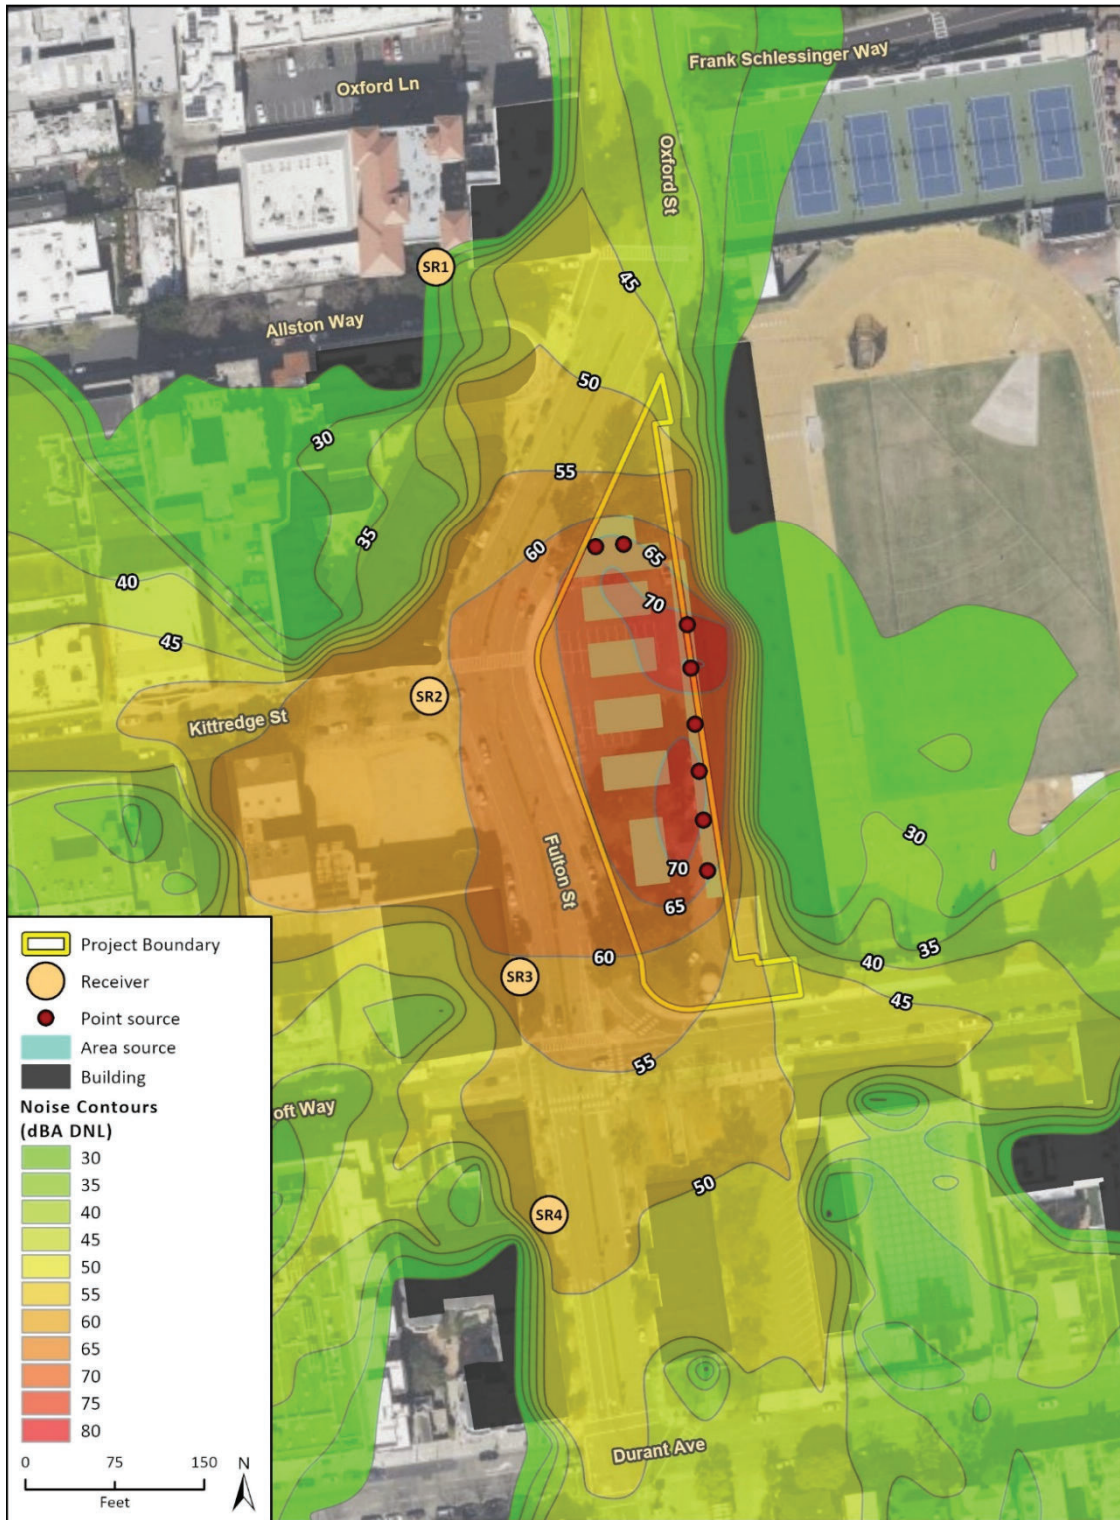 Frank Schlessinger Way
Oxford Ln
Oxford St
SR1
45
Allston Way
50
30
55
35
60
65
40
70
45
SR2
Kittredge St
30
Fulton St
70
65
35
60
40
SR3
45
55
oft Way
50
SR4
Durant Ave
Project Boundary
Receiver
Point source
Area source
Building
Noise Contours
(dBA DNL)
30
35
40
45
50
55
60
65
70
75
80
0 75 150
Feet
N